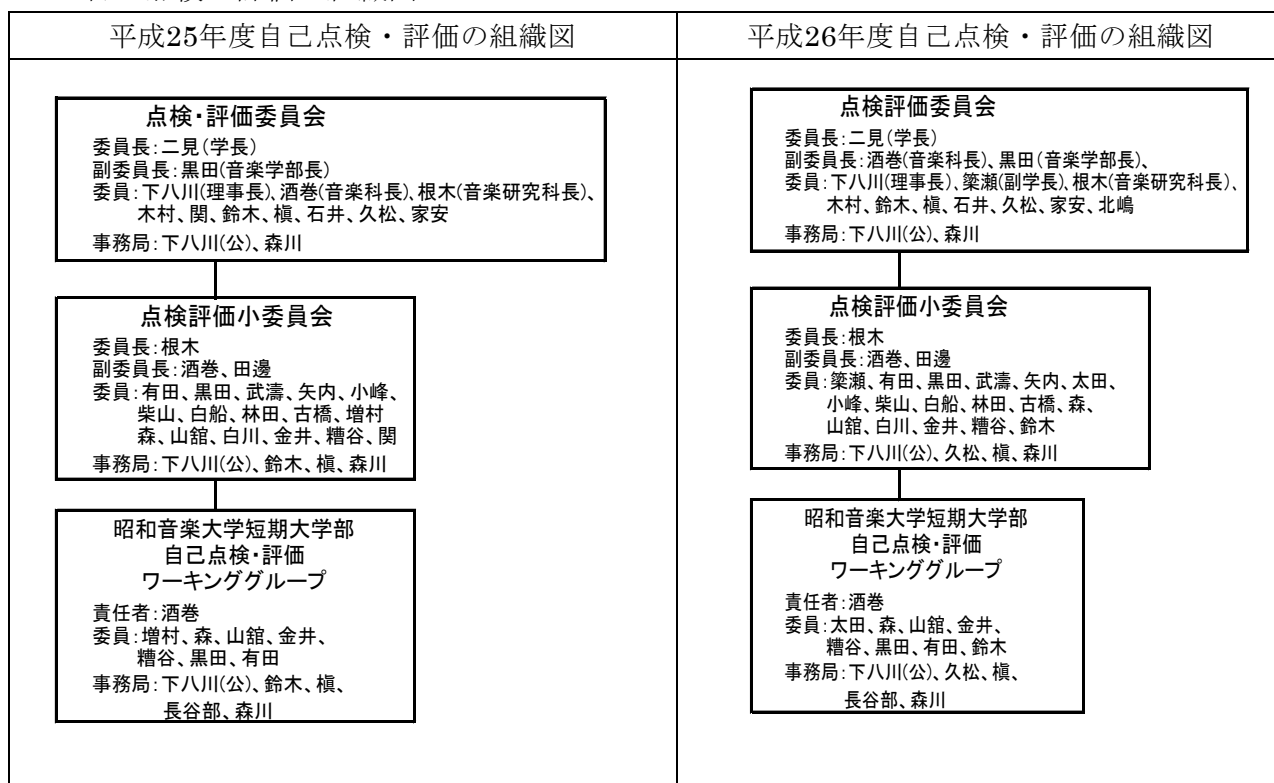 平成25年度自己点検・評価の組織図
点検・評価委員会
委員長：二見(学長)
副委員長：黒田(音楽学部長)
委員：下八川(理事長)、酒巻(音楽科長)、根木(音楽研究科長)、
木村、関、鈴木、槇、石井、久松、家安
事務局：下八川(公)、森川
点検評価小委員会
委員長：根木
副委員長：酒巻、田邊
委員：有田、黒田、武濤、矢内、小峰、
柴山、白船、林田、古橋、増村
森、山舘、白川、金井、糟谷、関
事務局：下八川(公)、鈴木、槇、森川
昭和音楽大学短期大学部
自己点検・評価
ワーキンググループ
責任者：酒巻
委員：増村、森、山舘、金井、
糟谷、黒田、有田
事務局：下八川(公)、鈴木、槇、
長谷部、森川
平成26年度自己点検・評価の組織図
点検評価委員会
委員長：二見(学長)
副委員長：酒巻(音楽科長)、黒田(音楽学部長)、
委員：下八川(理事長)、簗瀬(副学長)、根木(音楽研究科長)、
木村、鈴木、槇、石井、久松、家安、北嶋
事務局：下八川(公)、森川
点検評価小委員会
委員長：根木
副委員長：酒巻、田邊
委員：簗瀬、有田、黒田、武濤、矢内、太田、
小峰、柴山、白船、林田、古橋、森、
山舘、白川、金井、糟谷、鈴木
事務局：下八川(公)、久松、槇、森川
昭和音楽大学短期大学部
自己点検・評価
ワーキンググループ
責任者：酒巻
委員：太田、森、山舘、金井、
糟谷、黒田、有田、鈴木
事務局：下八川(公)、久松、槇、
長谷部、森川